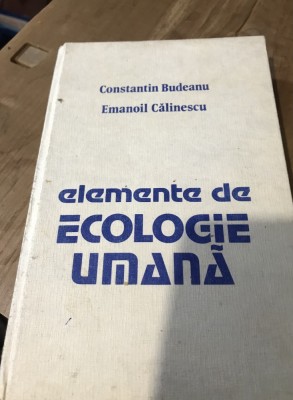 Constantin Budeanu
Emanoil Călinescu
elemente de
ECOLOGIE
UMANĂ